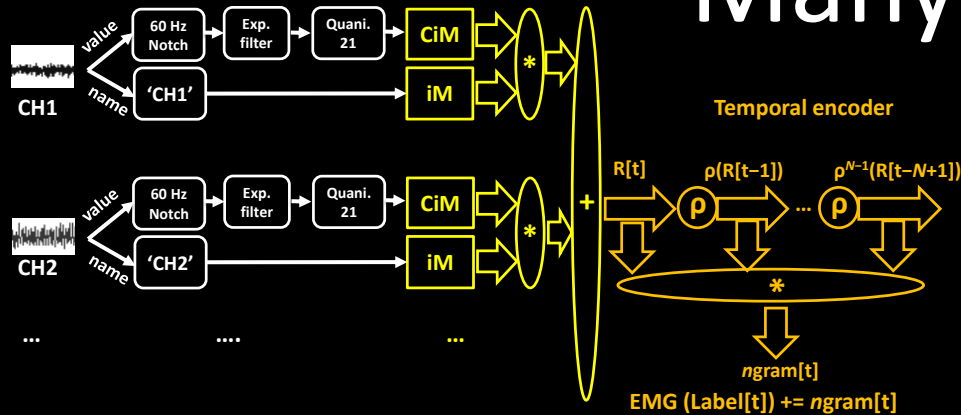 Many
value
60 Hz
Notch
Exp.
filter
Quani.
21
CiM
*
CH1
name
'CH1'
iM
Temporal encoder
value
60 Hz
Notch
Exp.
filter
Quani.
21
CiM
*
CH2
name
'CH2'
iM
+
R[t]
ρ(R[t−1])
ρᴺ⁻¹(R[t−N+1])
ρ
...
ρ
*
...
....
...
ngram[t]
EMG (Label[t]) += ngram[t]